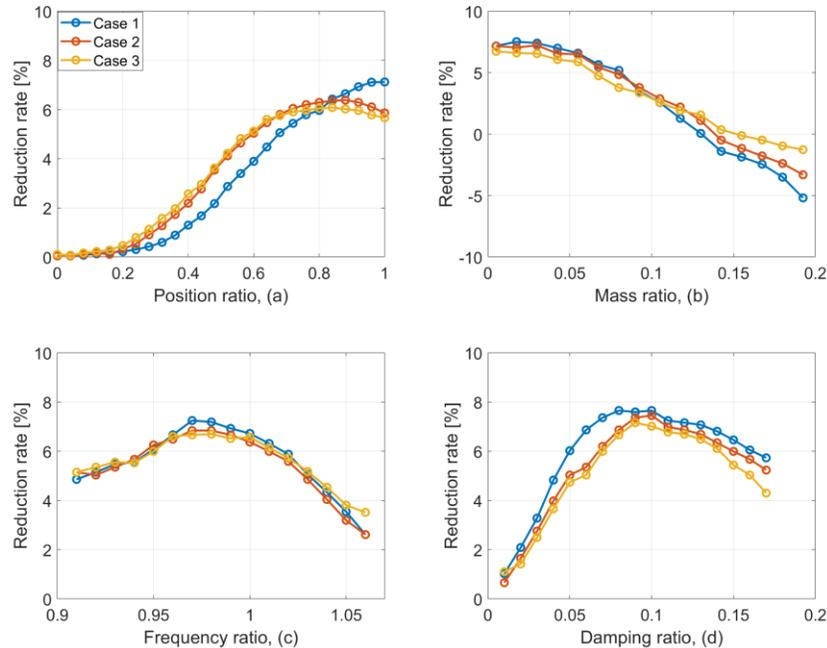 10
8
6
4
2
0
Reduction rate [%]
Case 1
Case 2
Case 3
0 0.2 0.4 0.6 0.8 1
Position ratio, (a)
10
5
0
-5
-10
Reduction rate [%]
0 0.05 0.1 0.15 0.2
Mass ratio, (b)
10
8
6
4
2
0
Reduction rate [%]
0.9 0.95 1 1.05
Frequency ratio, (c)
10
8
6
4
2
0
Reduction rate [%]
0 0.05 0.1 0.15 0.2
Damping ratio, (d)